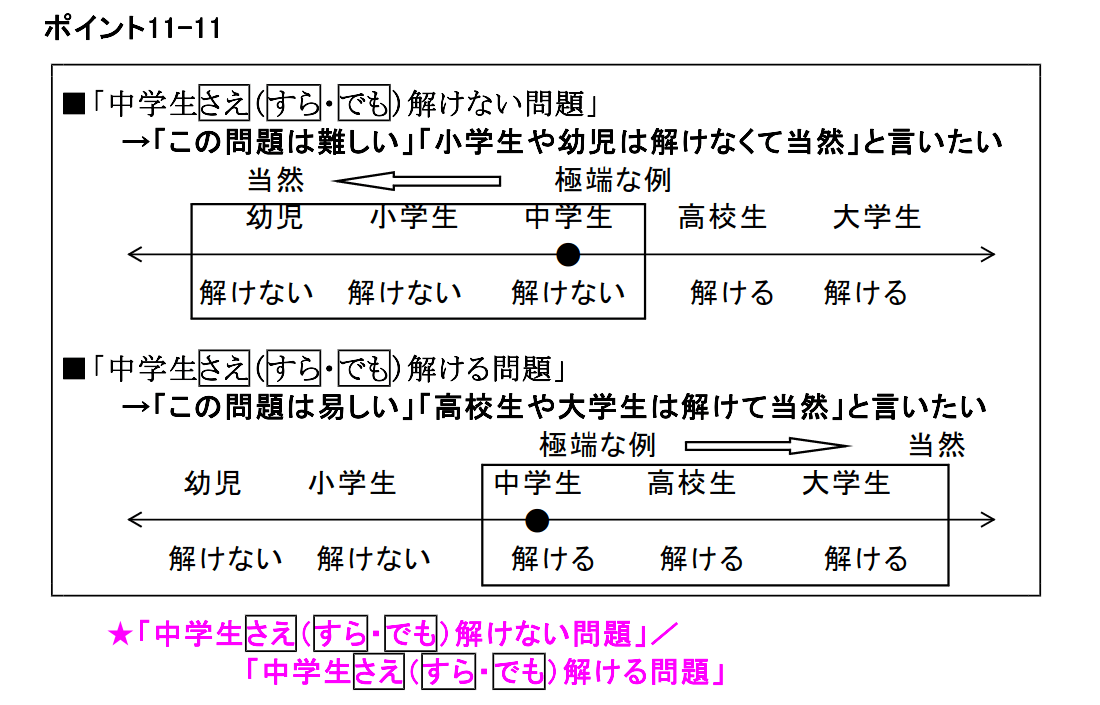 ポイント11-11
■「中学生さえ(すら・でも)解けない問題」
→「この問題は難しい」「小学生や幼児は解けなくて当然」と言いたい
当然 極端な例
幼児 小学生 中学生 高校生 大学生
解けない 解けない 解けない 解ける 解ける
■「中学生さえ(すら・でも)解ける問題」
→「この問題は易しい」「高校生や大学生は解けて当然」と言いたい
極端な例 当然
幼児 小学生 中学生 高校生 大学生
解けない 解けない 解ける 解ける 解ける
★「中学生さえ(すら・でも)解けない問題」／
「中学生さえ(すら・でも)解ける問題」